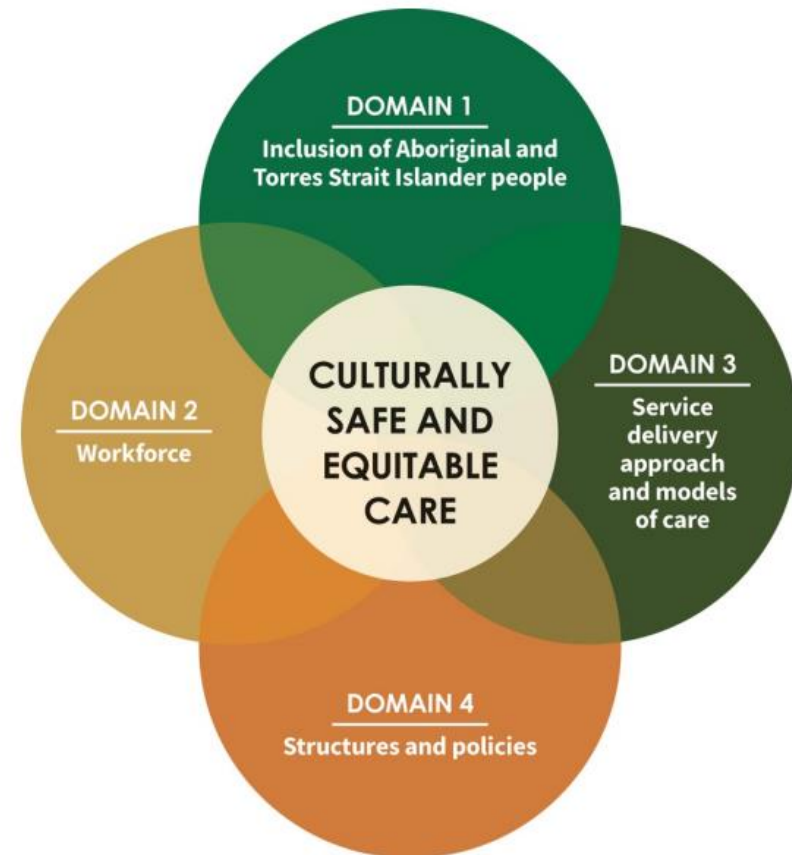 DOMAIN 1
Inclusion of Aboriginal and
Torres Strait Islander people
DOMAIN 2
Workforce
CULTURALLY
SAFE AND
EQUITABLE
CARE
DOMAIN 3
Service
delivery
approach
and models
of care
DOMAIN 4
Structures and policies